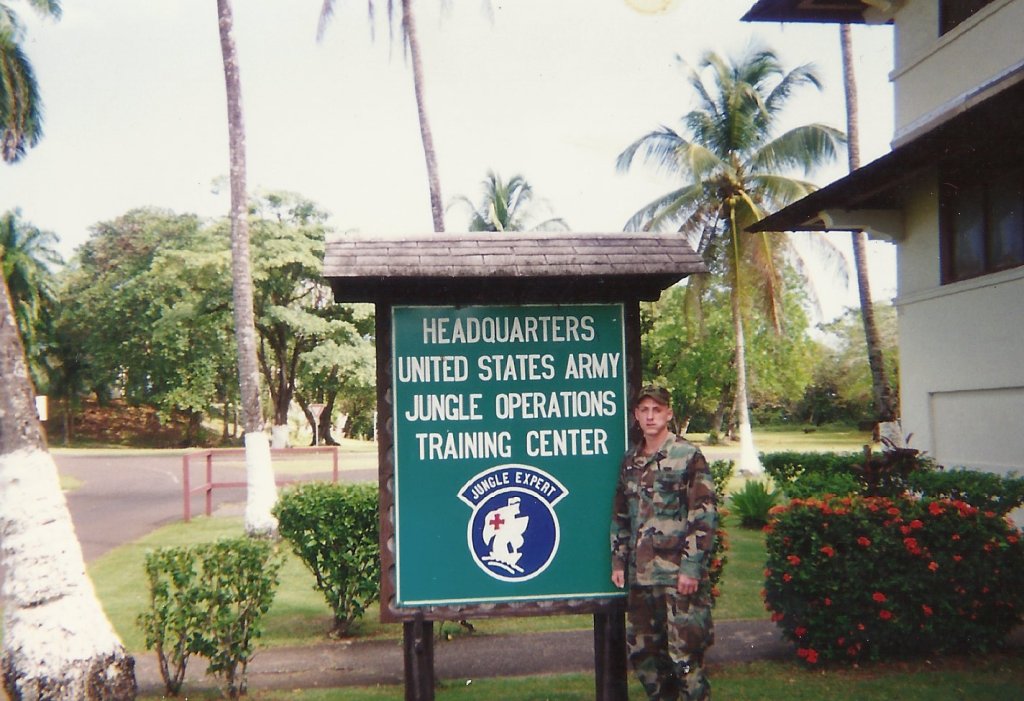 HEADQUARTERS
UNITED STATES ARMY
JUNGLE OPERATIONS
TRAINING CENTER
JUNGLE EXPERT